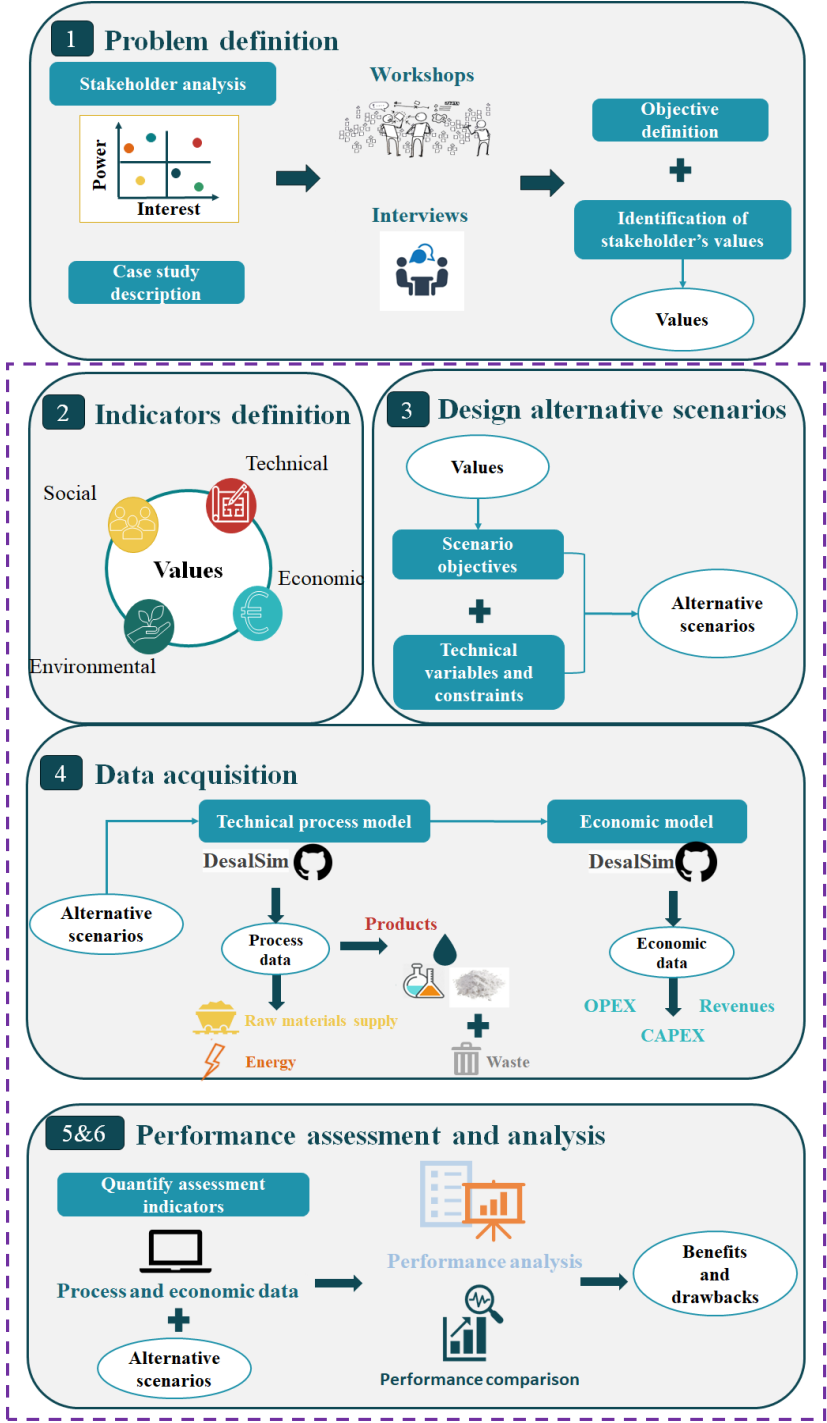 1 Problem definition
Stakeholder analysis
Power
Interest
Case study
description
Workshops
Interviews
Objective
definition
Identification of
stakeholder's values
Values
2 Indicators definition
Social
Technical
Values
Economic
Environmental
3 Design alternative scenarios
Values
Scenario
objectives
Technical
variables and
constraints
Alternative
scenarios
4 Data acquisition
Technical process model
Economic model
DesalSim
DesalSim
Alternative
scenarios
Process
data
Products
Raw materials supply
Energy
Waste
Economic
data
OPEX
Revenues
CAPEX
5&6 Performance assessment and analysis
Quantify assessment
indicators
Process and economic data
Alternative
scenarios
Performance analysis
Performance comparison
Benefits
and
drawbacks